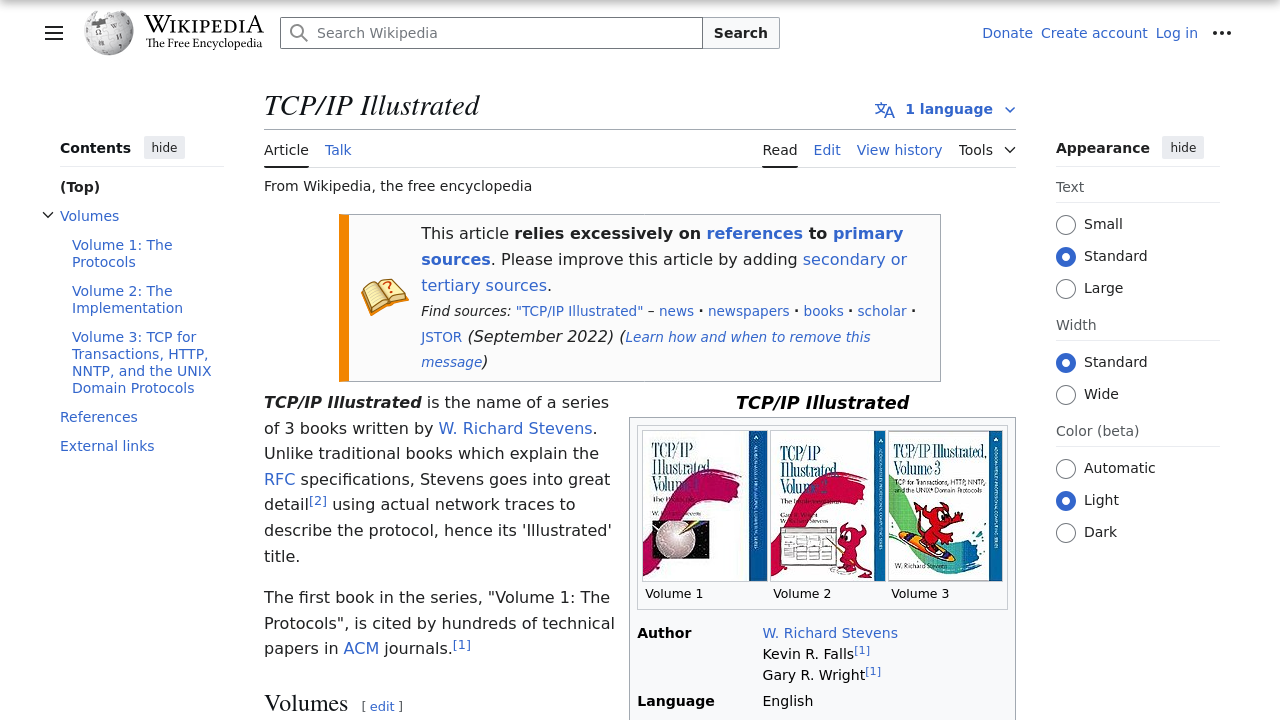 WIKIPEDIA
The Free Encyclopedia
Search Wikipedia
Search
Donate
Create account
Log in
TCP/IP Illustrated
1 language
Article
Talk
Read
Edit
View history
Tools
From Wikipedia, the free encyclopedia
Contents
hide
(Top)
Volumes
Volume 1: The
Protocols
Volume 2: The
Implementation
Volume 3: TCP for
Transactions, HTTP,
NNTP, and the UNIX
Domain Protocols
References
External links
This article relies excessively on references to primary
sources. Please improve this article by adding secondary or
tertiary sources.
Find sources: "TCP/IP Illustrated" – news · newspapers · books · scholar ·
JSTOR (September 2022) (Learn how and when to remove this
message)
TCP/IP Illustrated is the name of a series
of 3 books written by W. Richard Stevens.
Unlike traditional books which explain the
RFC specifications, Stevens goes into great
detail[2] using actual network traces to
describe the protocol, hence its 'Illustrated'
title.
The first book in the series, "Volume 1: The
Protocols", is cited by hundreds of technical
papers in ACM journals.[1]
Volumes
[ edit ]
TCP/IP Illustrated
TCP/IP
Illustrated,
Volume 1
The Protocols
W. Richard Stevens
TCP/IP
Illustrated,
Volume 2
The Implementation
Gary R. Wright
W. Richard Stevens
TCP/IP Illustrated,
Volume 3
TCP for Transactions, HTTP, NNTP,
and the UNIX Domain Protocols
W. Richard Stevens
Volume 1
Volume 2
Volume 3
Author
W. Richard Stevens
Kevin R. Falls[1]
Gary R. Wright[1]
Language
English
Appearance
hide
Text
Small
Standard
Large
Width
Standard
Wide
Color (beta)
Automatic
Light
Dark